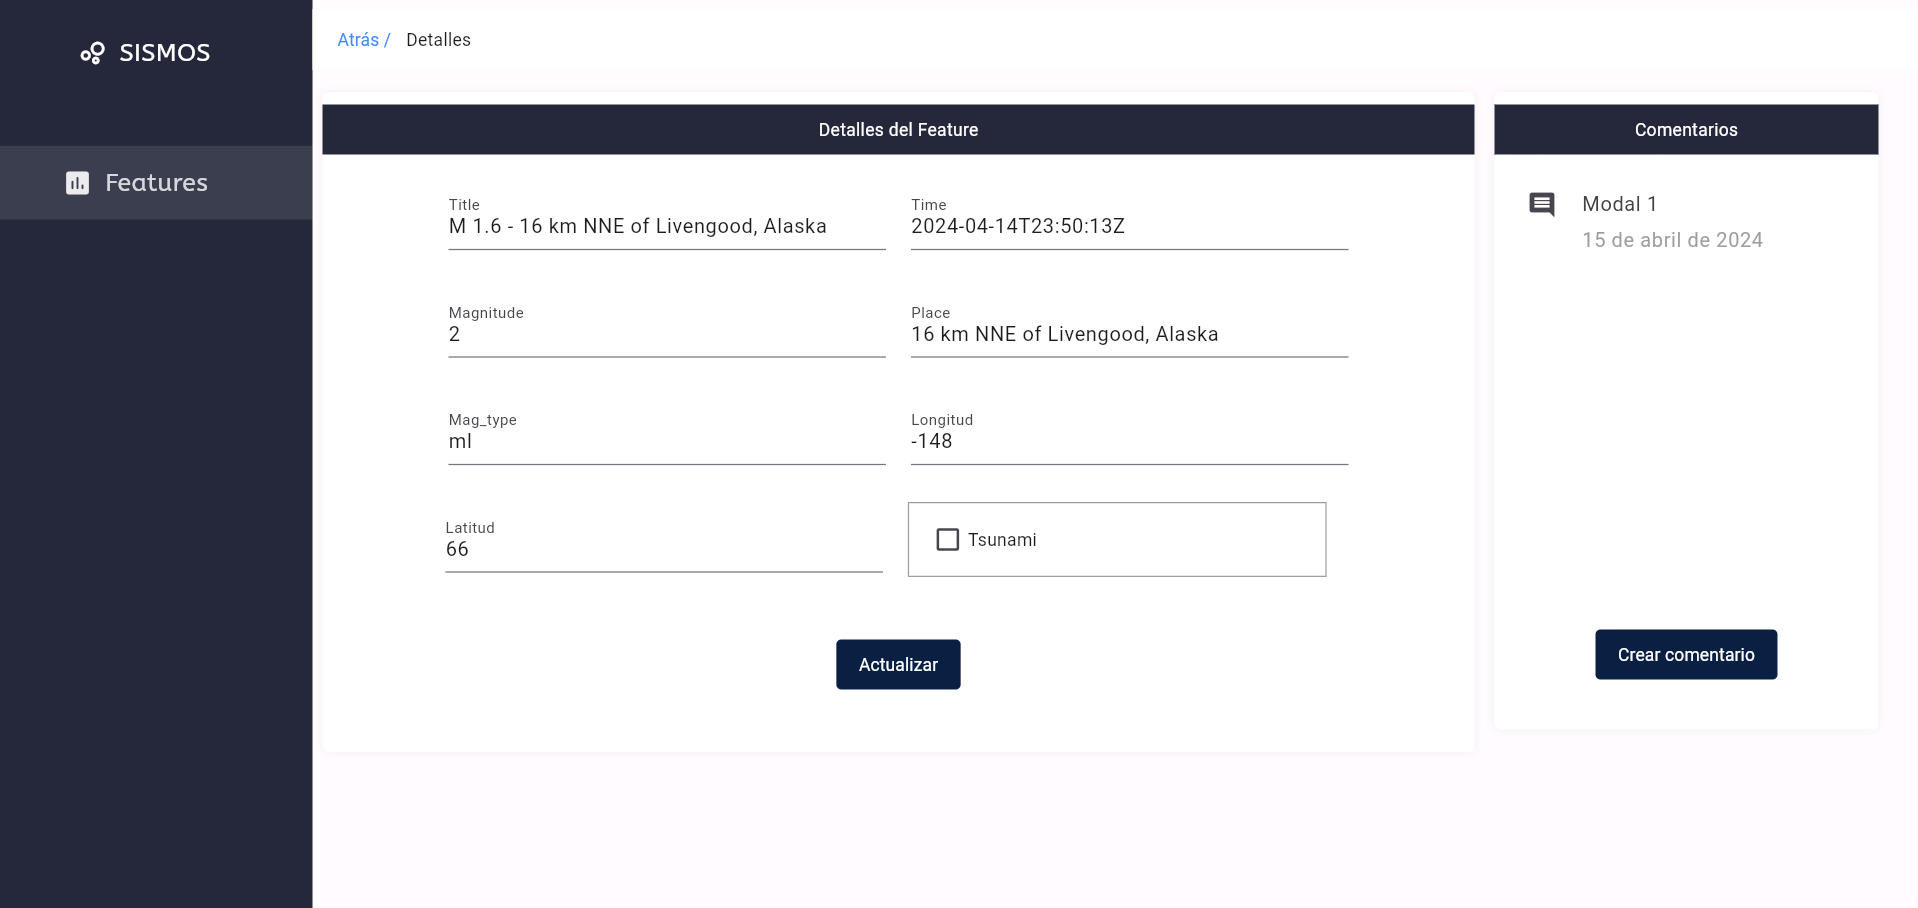 SISMOS
Features
Atrás / Detalles
Detalles del Feature
Title
M 1.6 - 16 km NNE of Livengood, Alaska
Time
2024-04-14T23:50:13Z
Magnitude
2
Place
16 km NNE of Livengood, Alaska
Mag_type
ml
Longitud
-148
Latitud
66
Tsunami
Actualizar
Comentarios
Modal 1
15 de abril de 2024
Crear comentario